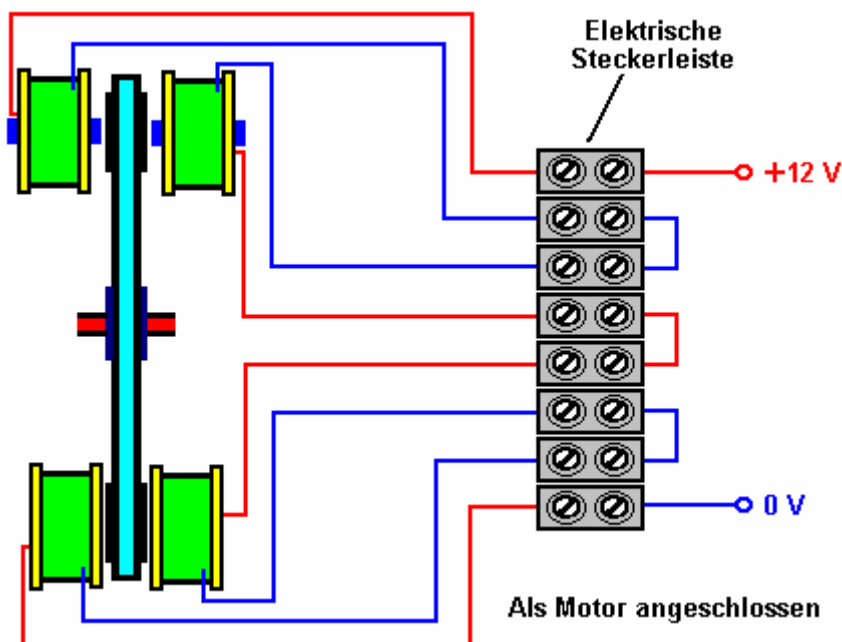 Elektrische
Steckerleiste
+12 V
0 V
Als Motor angeschlossen